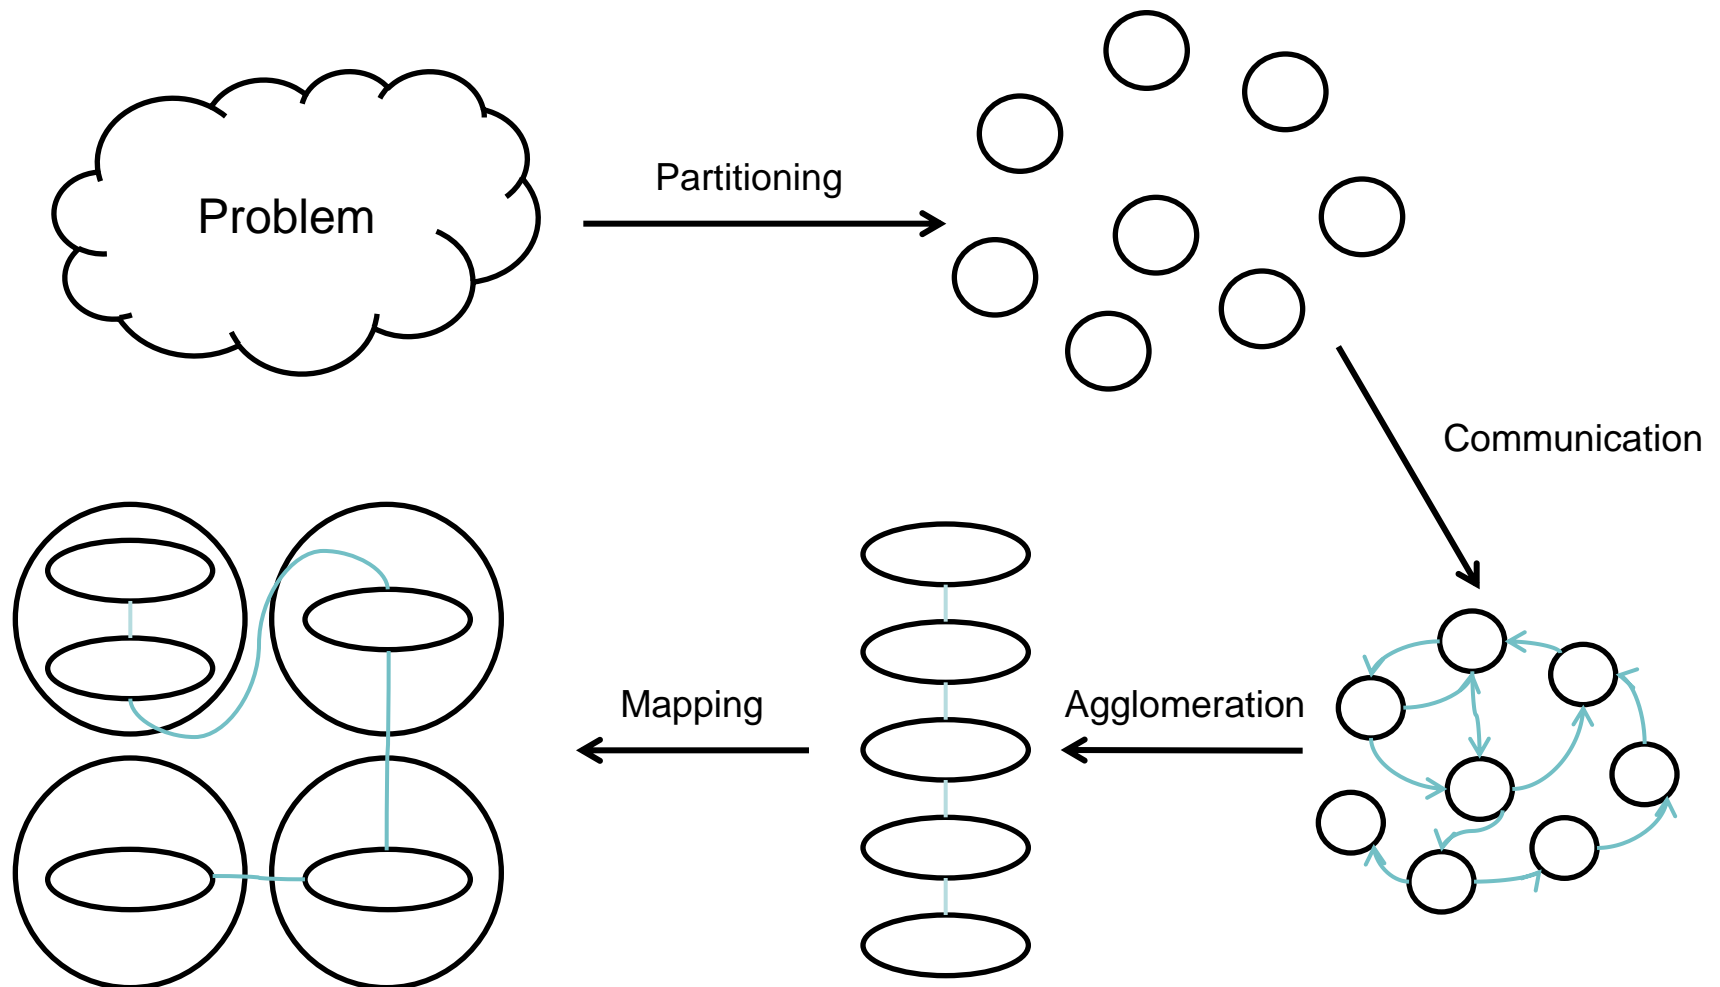 Problem
Partitioning
Communication
Agglomeration
Mapping